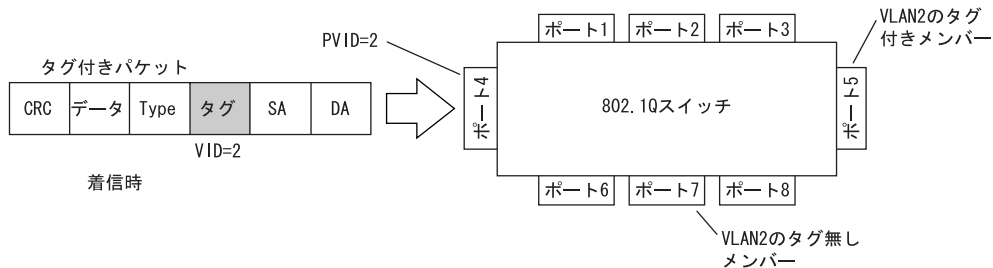 VLAN2のタグ
付きメンバー
ポート1
ポート2
ポート3
PVID=2
タグ付きパケット
CRC
データ
Type
タグ
SA
DA
ポート4
802.1Qスイッチ
ポート5
VID=2
着信時
ポート6
ポート7
ポート8
VLAN2のタグ無し
メンバー